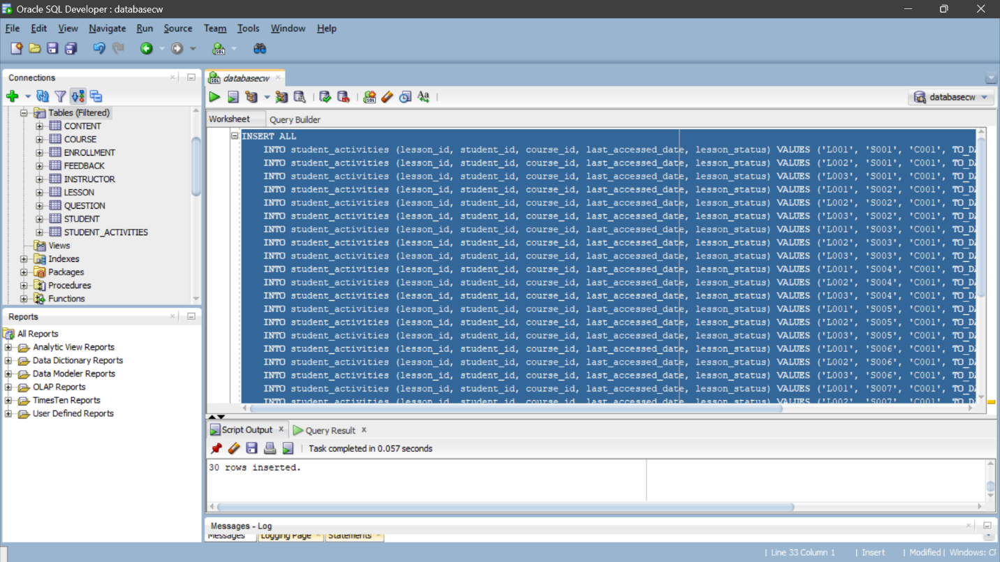 Oracle SQL Developer : databasecw
File Edit View Navigate Run Source Team Tools Window Help
Connections
Tables (Filtered)
CONTENT
COURSE
ENROLLMENT
FEEDBACK
INSTRUCTOR
LESSON
QUESTION
STUDENT
STUDENT_ACTIVITIES
Views
Indexes
Packages
Procedures
Functions
Reports
All Reports
Analytic View Reports
Data Dictionary Reports
Data Modeler Reports
OLAP Reports
TimesTen Reports
User Defined Reports
databasecw
databasecw
Worksheet Query Builder
INSERT ALL
INTO student_activities (lesson_id, student_id, course_id, last_accessed_date, lesson_status) VALUES ('L001', 'S001', 'C001', TO_DA
INTO student_activities (lesson_id, student_id, course_id, last_accessed_date, lesson_status) VALUES ('L002', 'S001', 'C001', TO_DA
INTO student_activities (lesson_id, student_id, course_id, last_accessed_date, lesson_status) VALUES ('L003', 'S001', 'C001', TO_DA
INTO student_activities (lesson_id, student_id, course_id, last_accessed_date, lesson_status) VALUES ('L001', 'S002', 'C001', TO_DA
INTO student_activities (lesson_id, student_id, course_id, last_accessed_date, lesson_status) VALUES ('L002', 'S002', 'C001', TO_DA
INTO student_activities (lesson_id, student_id, course_id, last_accessed_date, lesson_status) VALUES ('L003', 'S002', 'C001', TO_DA
INTO student_activities (lesson_id, student_id, course_id, last_accessed_date, lesson_status) VALUES ('L001', 'S003', 'C001', TO_DA
INTO student_activities (lesson_id, student_id, course_id, last_accessed_date, lesson_status) VALUES ('L002', 'S003', 'C001', TO_DA
INTO student_activities (lesson_id, student_id, course_id, last_accessed_date, lesson_status) VALUES ('L003', 'S003', 'C001', TO_DA
INTO student_activities (lesson_id, student_id, course_id, last_accessed_date, lesson_status) VALUES ('L001', 'S004', 'C001', TO_DA
INTO student_activities (lesson_id, student_id, course_id, last_accessed_date, lesson_status) VALUES ('L002', 'S004', 'C001', TO_DA
INTO student_activities (lesson_id, student_id, course_id, last_accessed_date, lesson_status) VALUES ('L003', 'S004', 'C001', TO_DA
INTO student_activities (lesson_id, student_id, course_id, last_accessed_date, lesson_status) VALUES ('L001', 'S005', 'C001', TO_DA
INTO student_activities (lesson_id, student_id, course_id, last_accessed_date, lesson_status) VALUES ('L002', 'S005', 'C001', TO_DA
INTO student_activities (lesson_id, student_id, course_id, last_accessed_date, lesson_status) VALUES ('L003', 'S005', 'C001', TO_DA
INTO student_activities (lesson_id, student_id, course_id, last_accessed_date, lesson_status) VALUES ('L001', 'S006', 'C001', TO_DA
INTO student_activities (lesson_id, student_id, course_id, last_accessed_date, lesson_status) VALUES ('L002', 'S006', 'C001', TO_DA
INTO student_activities (lesson_id, student_id, course_id, last_accessed_date, lesson_status) VALUES ('L003', 'S006', 'C001', TO_DA
INTO student_activities (lesson_id, student_id, course_id, last_accessed_date, lesson_status) VALUES ('L001', 'S007', 'C001', TO_DA
INTO student_activities (lesson_id, student_id, course_id, last_accessed_date, lesson_status) VALUES ('L002', 'S007', 'C001', TO_DA
Script Output Query Result
Task completed in 0.057 seconds
30 rows inserted.
Messages - Log
Messages Logging Page Statements
Line 33 Column 1 Insert Modified Windows: CF